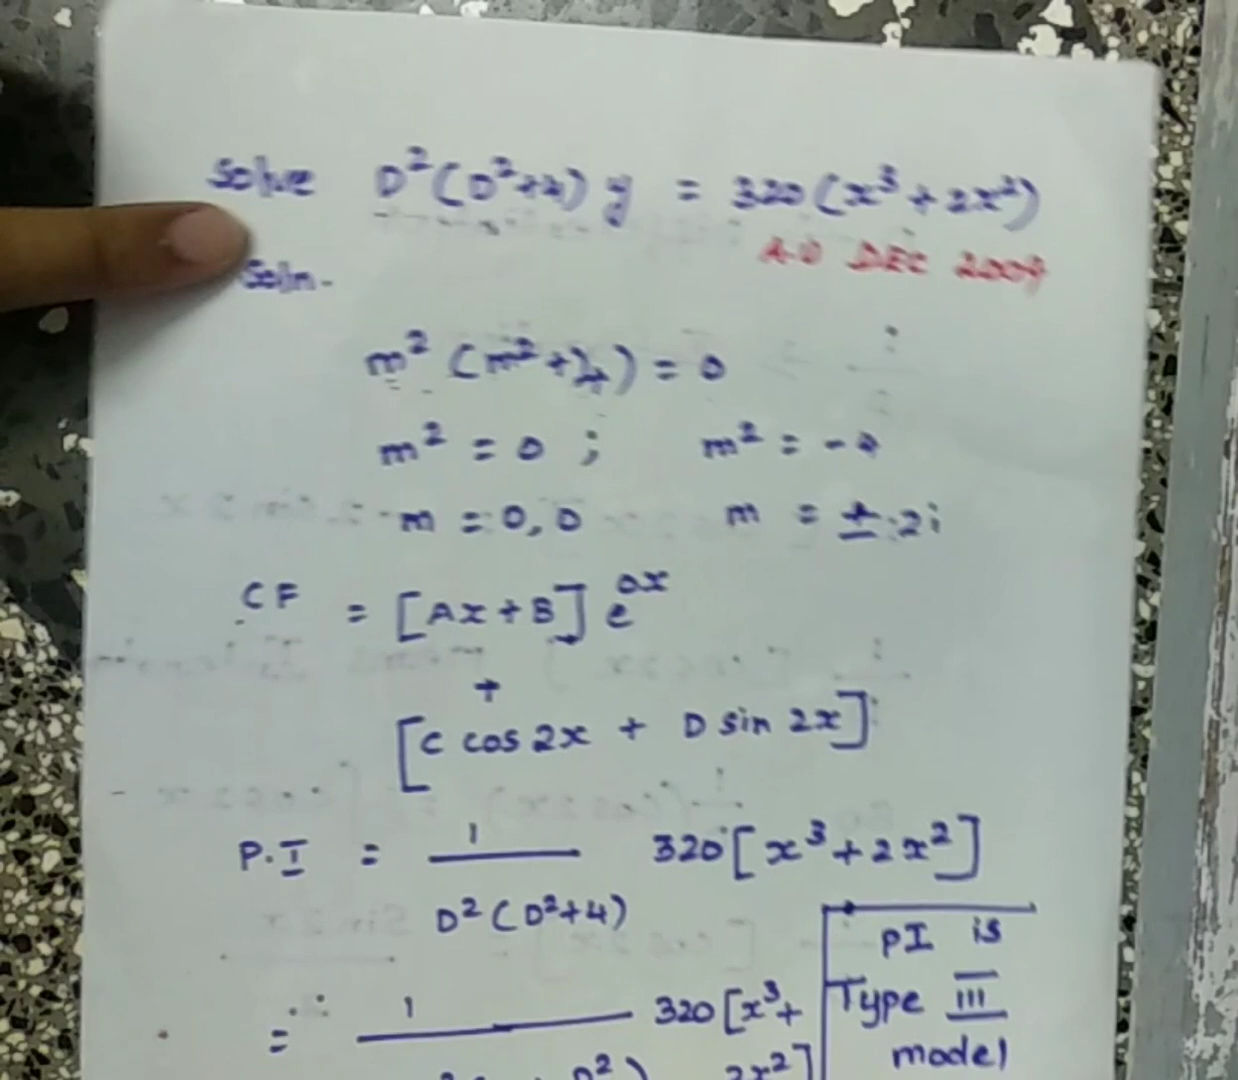 Solve D²(D²+4) y = 320(x³+2x²)
A.U DEC 2009
Soln.
m² (m²+4) = 0
m² = 0 ; m² = -4
m = 0,0 m = ± 2i
CF = [Ax+B] e^0x
+
[C cos 2x + D sin 2x]
P.I = 1 / D²(D²+4) 320[x³+2x²]
= 1 / 320[x³+ 2x²]
PI is
Type III
model